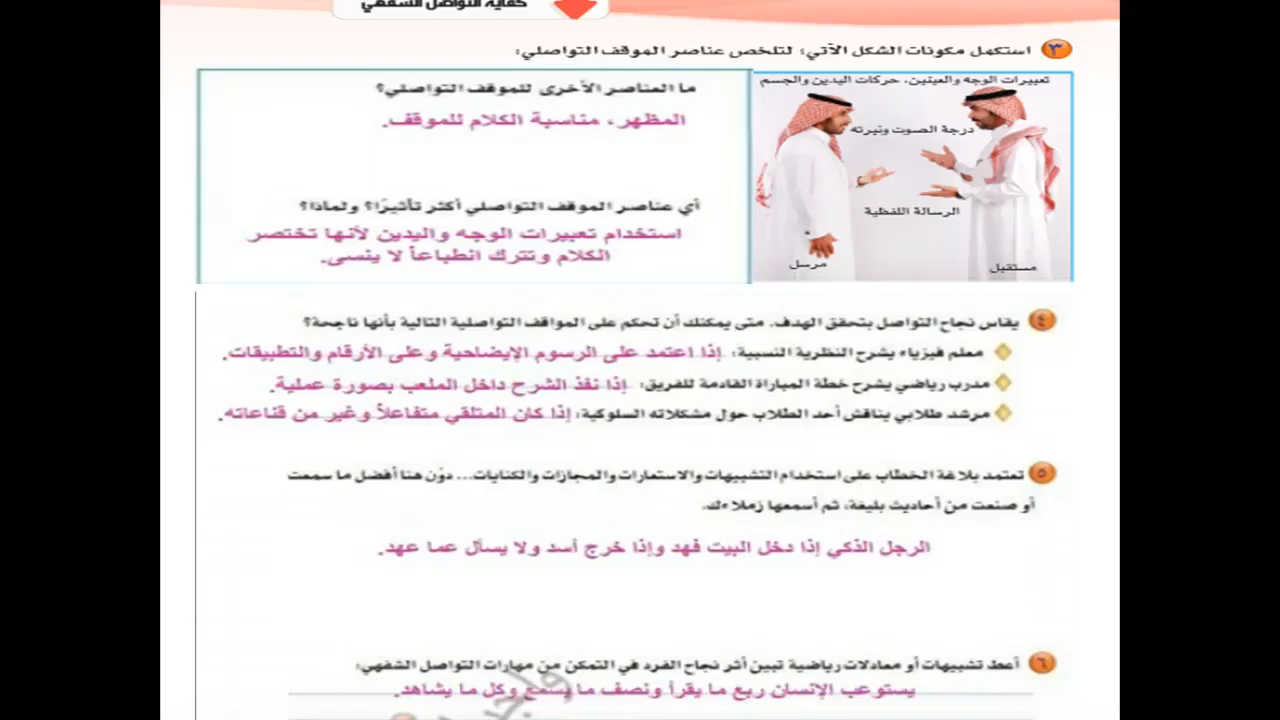 كفاية التواصل الشفهي
٣ استكمل مكونات الشكل الآتي؛ لتلخص عناصر الموقف التواصلي:
تعبيرات الوجه والعينين، حركات اليدين والجسم
درجة الصوت ونبرته
الرسالة اللفظية
مستقبل
مرسل
ما العناصر الأخرى للموقف التواصلي؟
المظهر، مناسبة الكلام للموقف.
أي عناصر الموقف التواصلي أكثر تأثيرًا؟ ولماذا؟
استخدام تعبيرات الوجه واليدين لأنها تختصر
الكلام وتترك انطباعاً لا ينسى.
٤ يقاس نجاح التواصل بتحقق الهدف. متى يمكنك أن تحكم على المواقف التواصلية التالية بأنها ناجحة؟
معلم فيزياء يشرح النظرية النسبية: إذا اعتمد على الرسوم الإيضاحية وعلى الأرقام والتطبيقات.
مدرب رياضي يشرح خطة المباراة القادمة للفريق: إذا نفذ الشرح داخل الملعب بصورة عملية.
مرشد طلابي يناقش أحد الطلاب حول مشكلاته السلوكية: إذا كان المتلقي متفاعلاً وغير من قناعاته.
٥ تعتمد بلاغة الخطاب على استخدام التشبيهات والاستعارات والمجازات والكنايات... دوّن هنا أفضل ما سمعت
أو صنعت من أحاديث بليغة، ثم أسمعها زملاءك.
الرجل الذكي إذا دخل البيت فهد وإذا خرج أسد ولا يسأل عما عهد.
٦ أعط تشبيهات أو معادلات رياضية تبين أثر نجاح الفرد في التمكن من مهارات التواصل الشفهي:
يستوعب الإنسان ربع ما يقرأ ونصف ما يسمع وكل ما يشاهد.